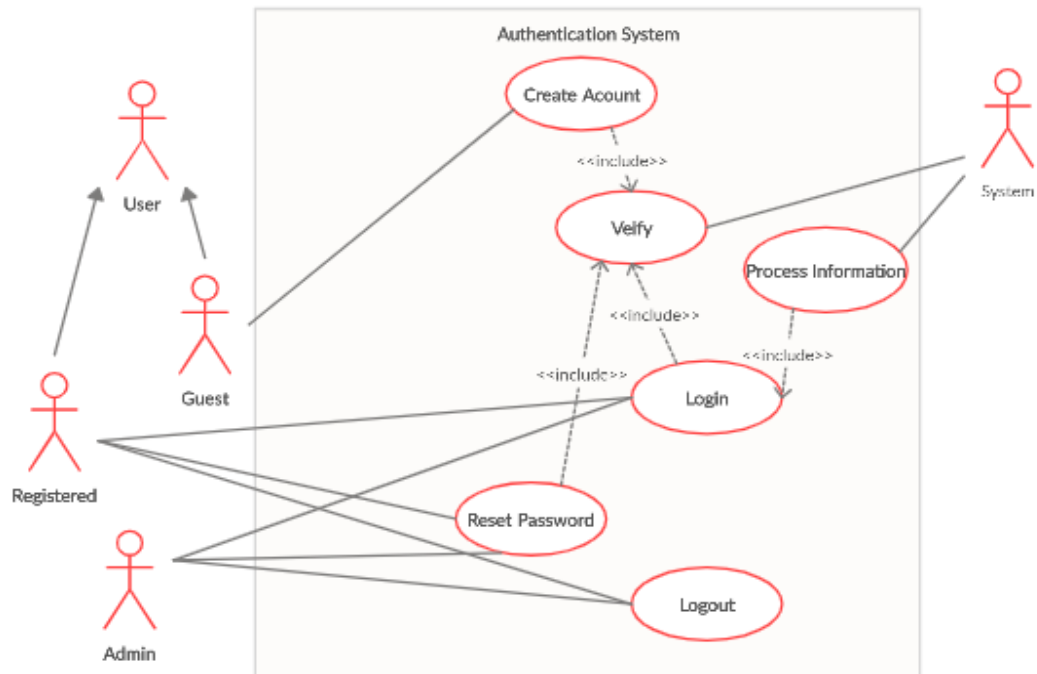 Authentication System
Create Acount
<<include>>
User
System
Veify
Process Information
<<include>>
<<include>>
<<include>>
Guest
Login
Registered
Reset Password
Logout
Admin